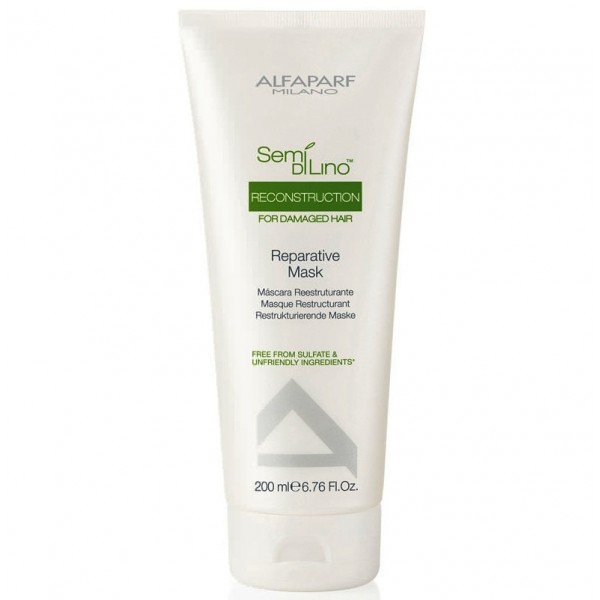 ALFAPARF
MILANO
Semì
DiLino™
RECONSTRUCTION
FOR DAMAGED HAIR
Reparative
Mask
Máscara Reestruturante
Masque Restructurant
Restrukturierende Maske
FREE FROM SULFATE &
UNFRIENDLY INGREDIENTS*
200 ml℮6.76 Fl.Oz.